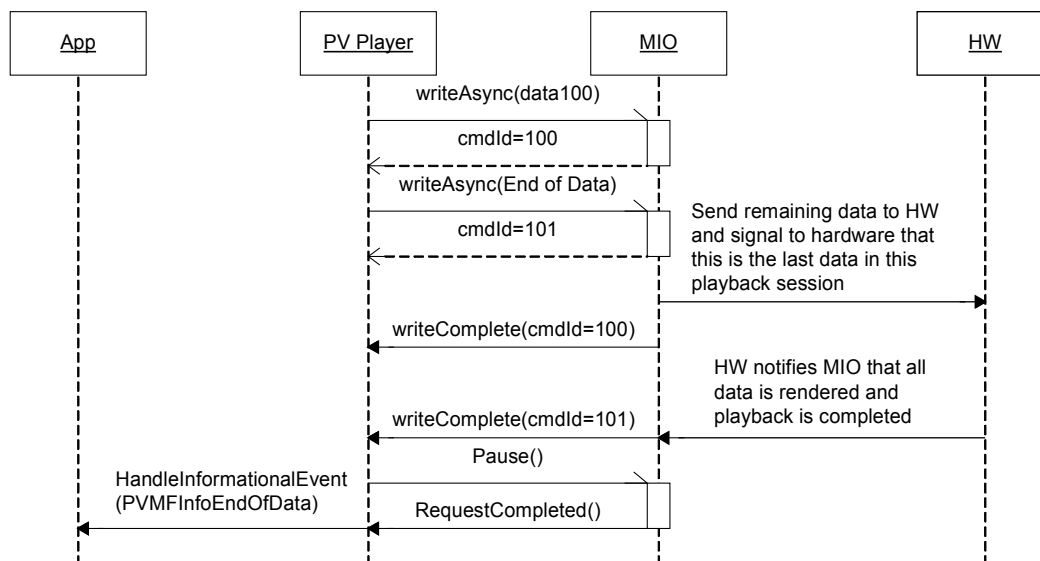 App
PV Player
MIO
HW
writeAsync(data100)
cmdId=100
writeAsync(End of Data)
cmdId=101
Send remaining data to HW
and signal to hardware that
this is the last data in this
playback session
writeComplete(cmdId=100)
HW notifies MIO that all
data is rendered and
playback is completed
writeComplete(cmdId=101)
Pause()
HandleInformationalEvent
(PVMFInfoEndOfData)
RequestCompleted()